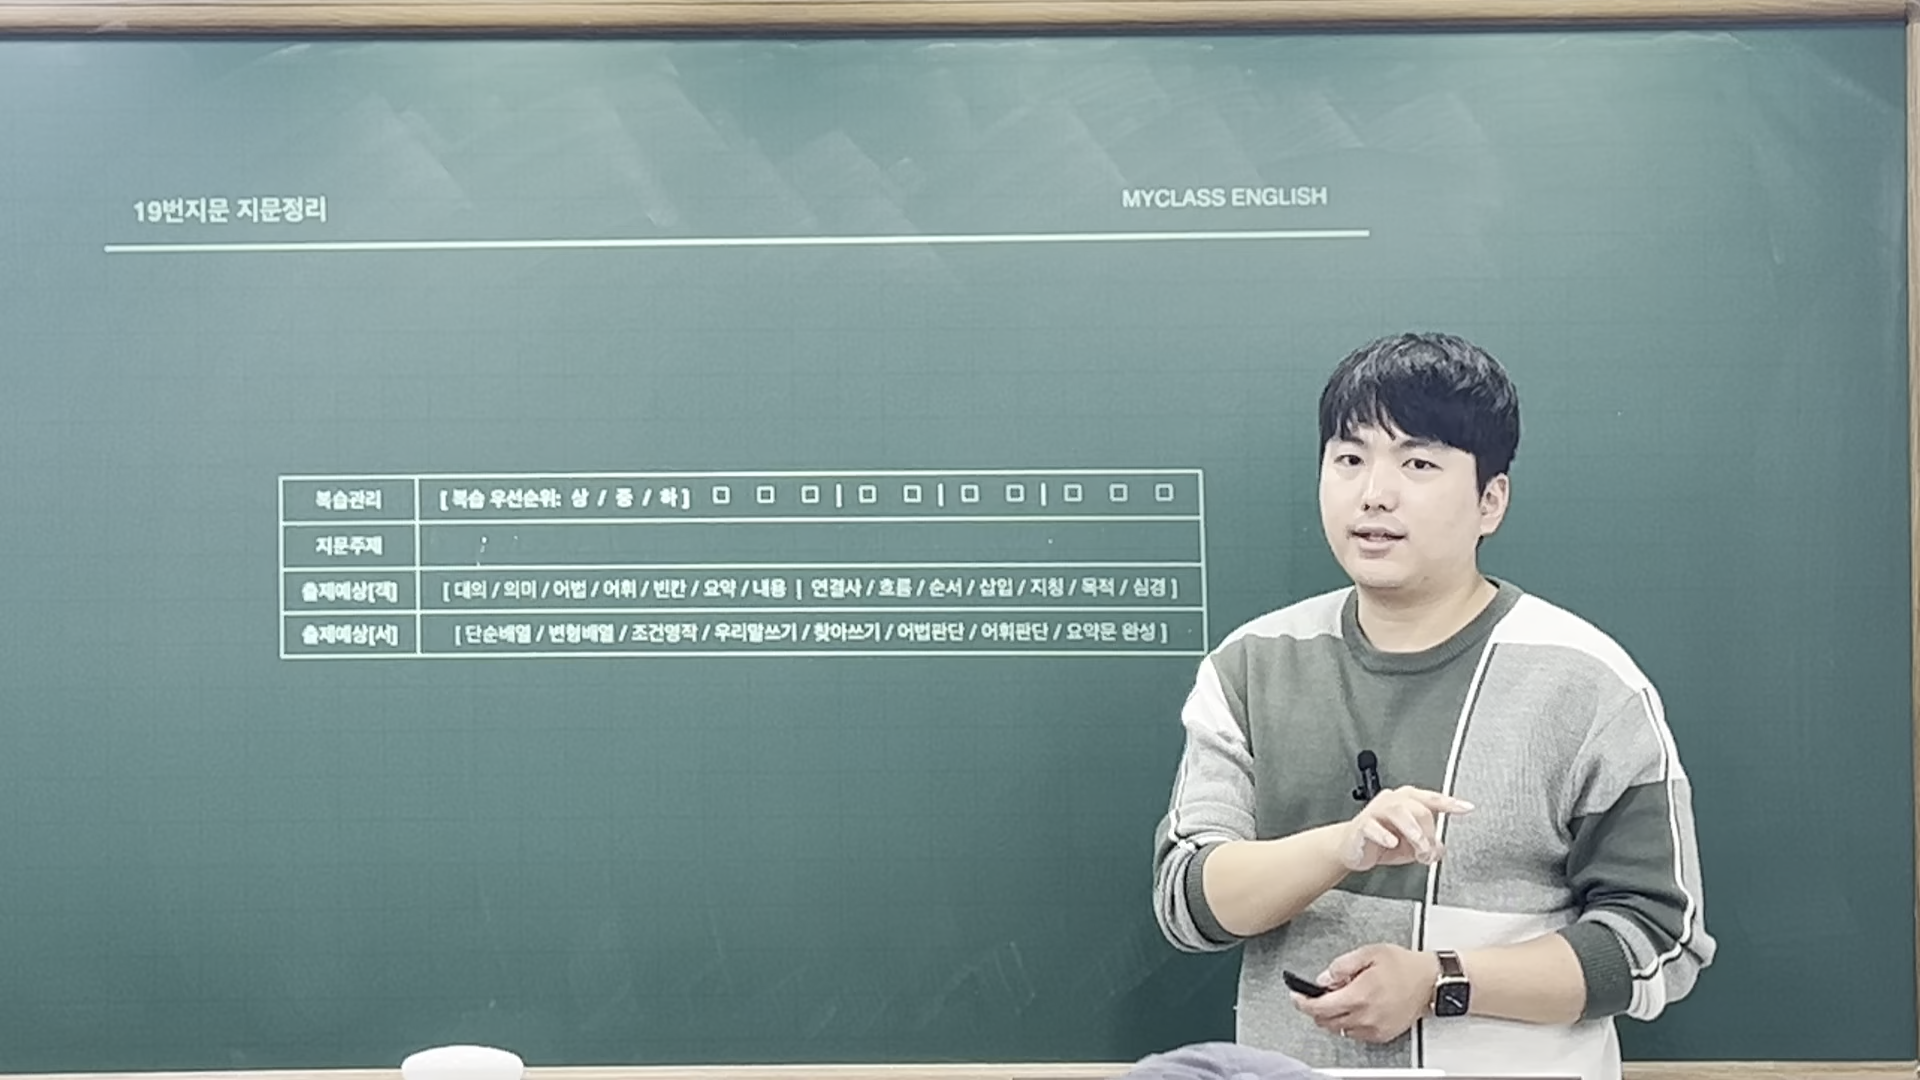 19번지문 지문정리
MYCLASS ENGLISH
복습관리 [ 복습 우선순위: 상 / 중 / 하 ] □ □ □ | □ □ | □ □ | □ □ □
지문주제
출제예상[객] [ 대의 / 의미 / 어법 / 어휘 / 빈칸 / 요약 / 내용 | 연결사 / 흐름 / 순서 / 삽입 / 지칭 / 목적 / 심경 ]
출제예상[서] [ 단순배열 / 변형배열 / 조건영작 / 우리말쓰기 / 찾아쓰기 / 어법판단 / 어휘판단 / 요약문 완성 ]